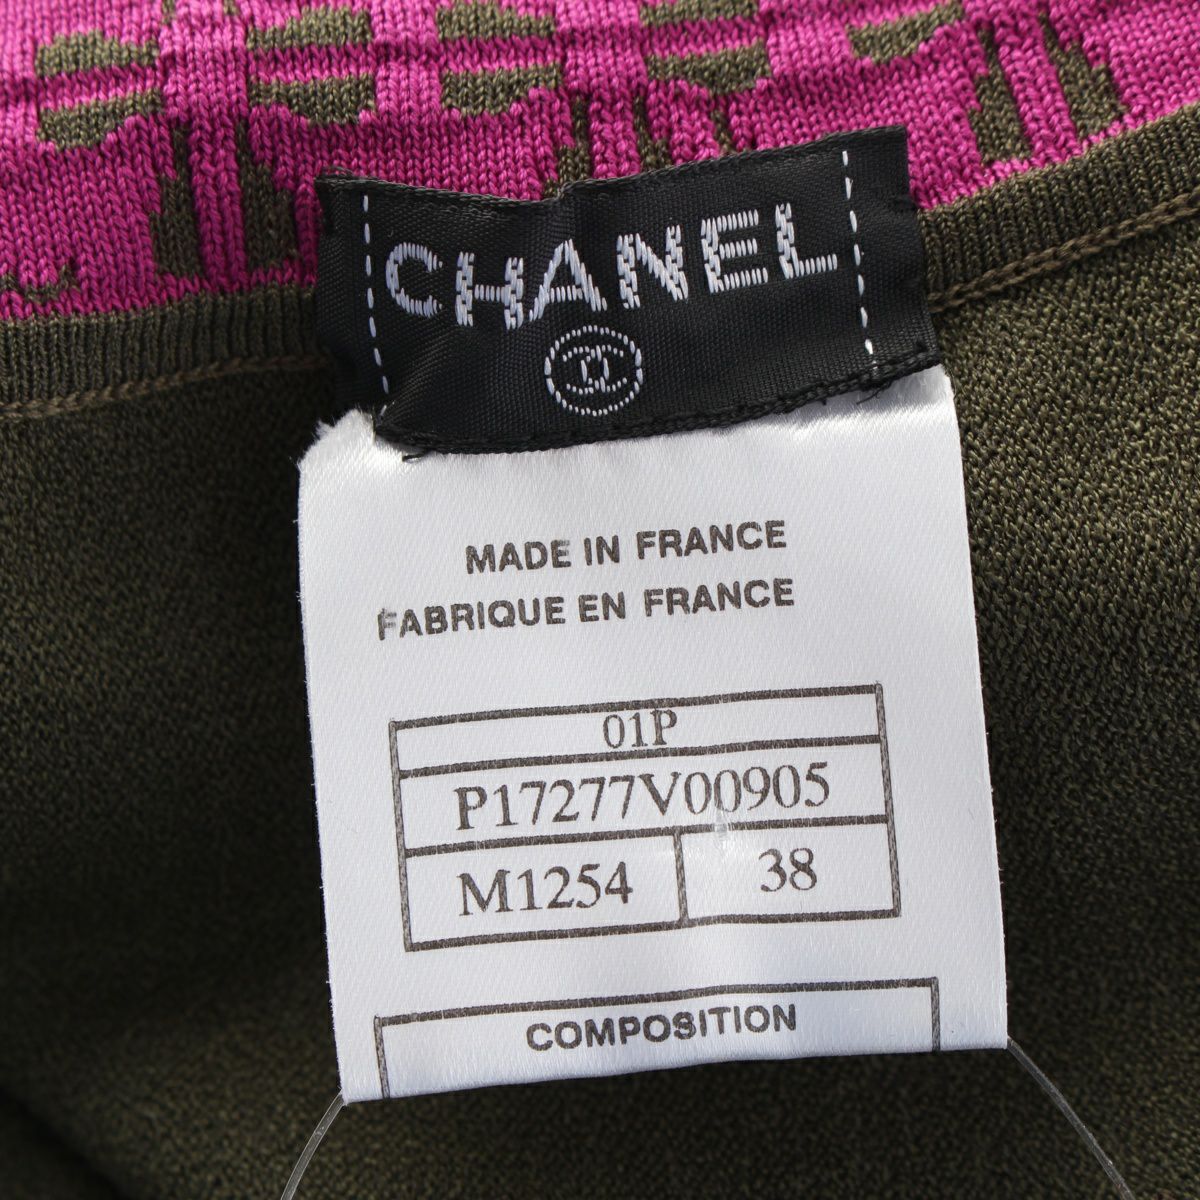 CHANEL
MADE IN FRANCE
FABRIQUE EN FRANCE
01P
P17277V00905
M1254 38
COMPOSITION